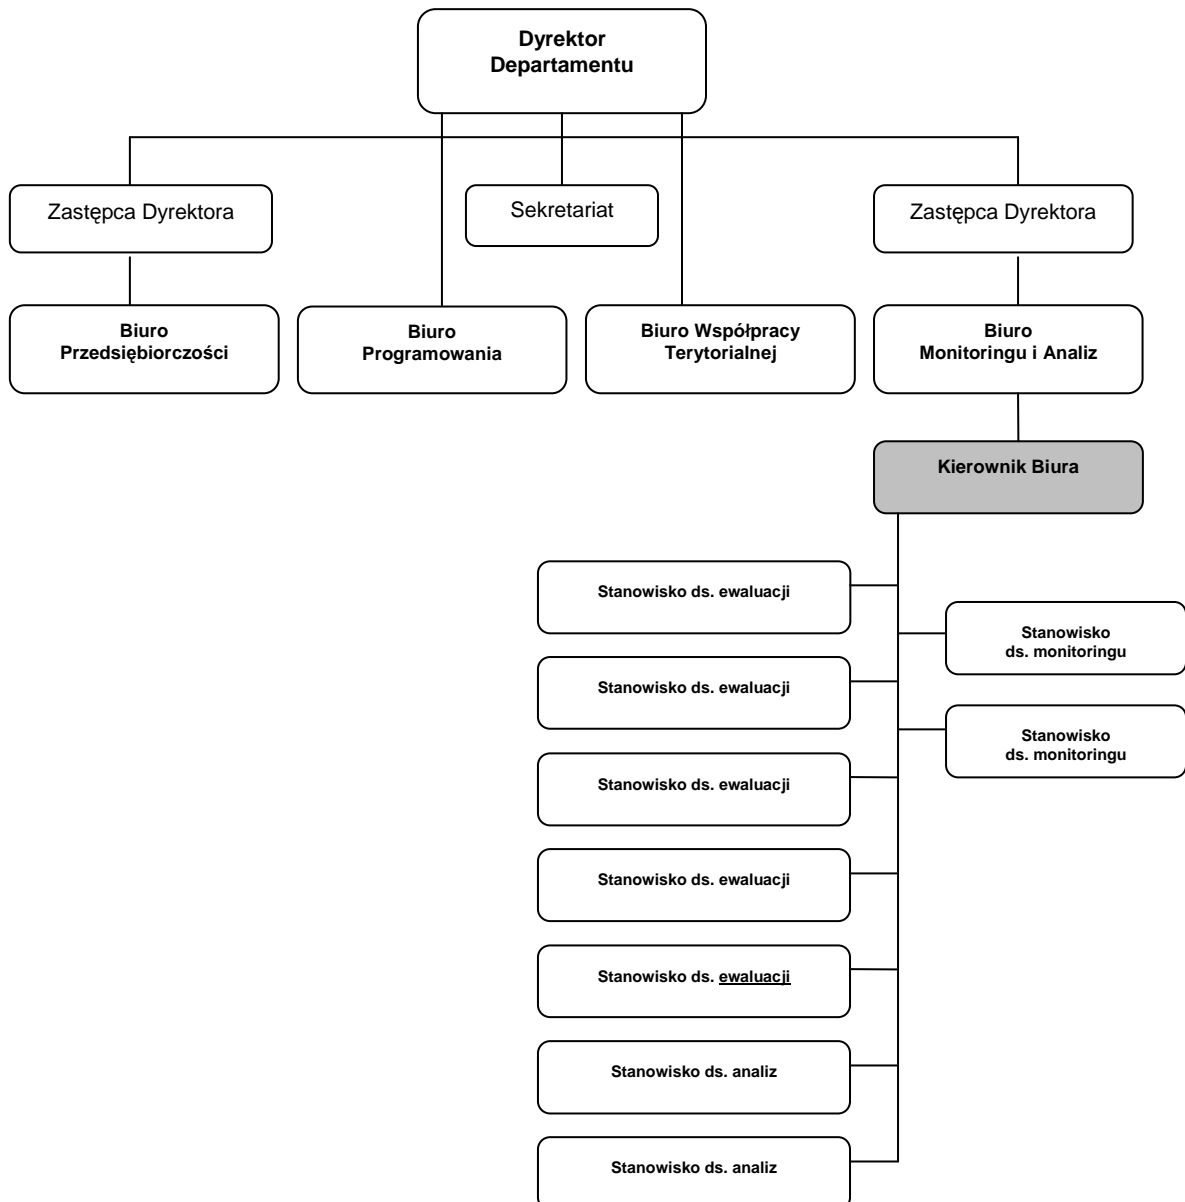 Dyrektor
Departamentu
Zastępca Dyrektora
Sekretariat
Zastępca Dyrektora
Biuro
Przedsiębiorczości
Biuro
Programowania
Biuro Współpracy
Terytorialnej
Biuro
Monitoringu i Analiz
Kierownik Biura
Stanowisko ds. ewaluacji
Stanowisko
ds. monitoringu
Stanowisko ds. ewaluacji
Stanowisko
ds. monitoringu
Stanowisko ds. ewaluacji
Stanowisko ds. ewaluacji
Stanowisko ds. ewaluacji
Stanowisko ds. analiz
Stanowisko ds. analiz